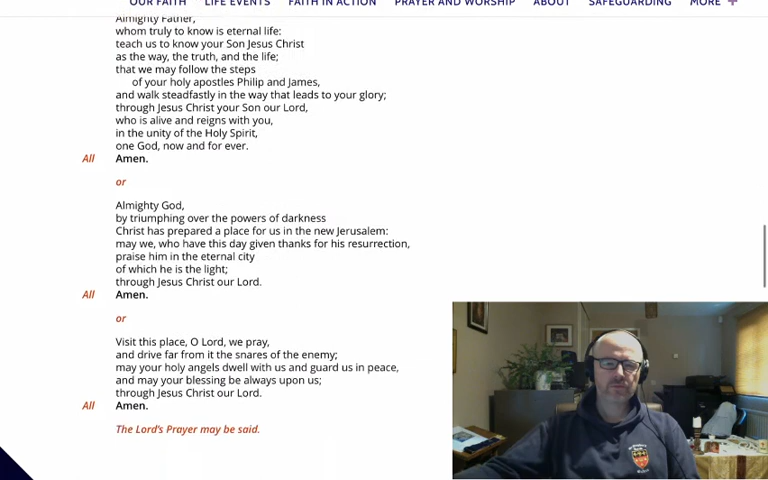 OUR FAITH LIFE EVENTS FAITH IN ACTION PRAYER AND WORSHIP ABOUT SAFEGUARDING MORE +
Almighty Father,
whom truly to know is eternal life:
teach us to know your Son Jesus Christ
as the way, the truth, and the life;
that we may follow the steps
of your holy apostles Philip and James,
and walk steadfastly in the way that leads to your glory;
through Jesus Christ your Son our Lord,
who is alive and reigns with you,
in the unity of the Holy Spirit,
one God, now and for ever.
All Amen.
or
Almighty God,
by triumphing over the powers of darkness
Christ has prepared a place for us in the new Jerusalem:
may we, who have this day given thanks for his resurrection,
praise him in the eternal city
of which he is the light;
through Jesus Christ our Lord.
All Amen.
or
Visit this place, O Lord, we pray,
and drive far from it the snares of the enemy;
may your holy angels dwell with us and guard us in peace,
and may your blessing be always upon us;
through Jesus Christ our Lord.
All Amen.
The Lord's Prayer may be said.